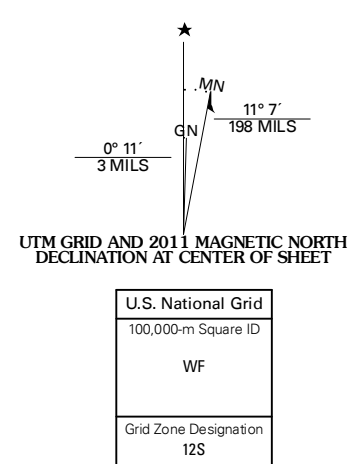 MN
11° 7´
198 MILS
GN
0° 11´
3 MILS
UTM GRID AND 2011 MAGNETIC NORTH
DECLINATION AT CENTER OF SHEET
U.S. National Grid
100,000-m Square ID
WF
Grid Zone Designation
12S